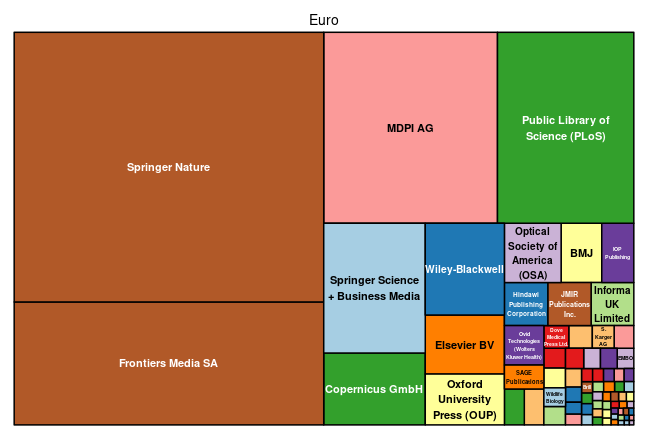 Euro
Springer Nature
Frontiers Media SA
MDPI AG
Public Library of
Science (PLoS)
Springer Science
+ Business Media
Copernicus GmbH
Wiley-Blackwell
Elsevier BV
Oxford
University
Press (OUP)
Optical
Society of
America
(OSA)
BMJ
IOP
Publishing
Hindawi
Publishing
Corporation
JMIR
Publications
Inc.
Informa
UK
Limited
Ovid
Technologies
(Wolters
Kluwer Health)
Dove
Medical
Press Ltd.
S.
Karger
AG
EMBO
SAGE
Publications
Wildlife
Biology